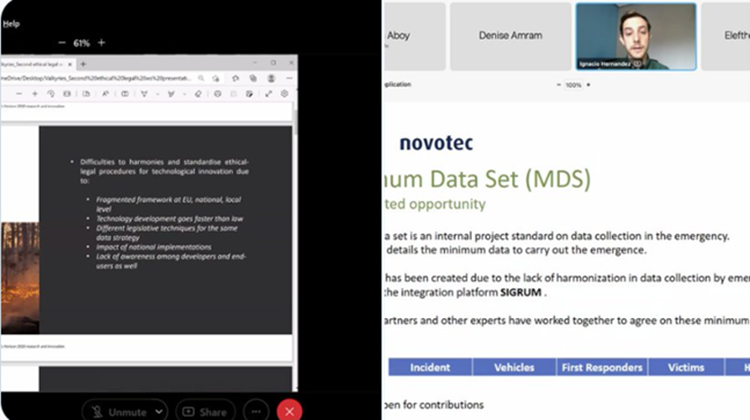 Help
61%
kyries_Second ethical legal
neDrive/Desktop/Valkyries_Second%20ethical%20legal%20
Horizon 2020 research and innovation
• Difficulties to harmonies and standardise ethical-
legal procedures for technological innovation due
to:
• Fragmented framework at EU, national, local
level
• Technology development goes faster than law
• Different legislative techniques for the same
data strategy
• Impact of national implementations
• Lack of awareness among developers and end-
users as well
Horizon 2020 research and innovation
Unmute
Share
Aboy
Denise Amram
Ignacio Hernandez
Elefthe
plication
100%
novotec
um Data Set (MDS)
ted opportunity
a set is an internal project standard on data collection in the emergency.
details the minimum data to carry out the emergence.
has been created due to the lack of harmonization in data collection by emer
the integration platform SIGRUM .
artners and other experts have worked together to agree on these minimum
Incident Vehicles First Responders Victims H
pen for contributions